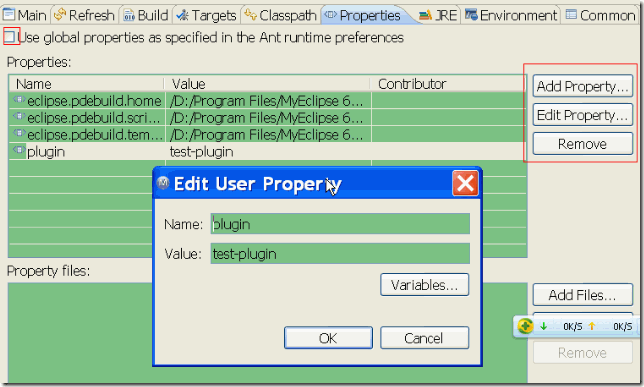 Main Refresh Build Targets Classpath Properties JRE Environment Common
Use global properties as specified in the Ant runtime preferences
Properties:
Name Value Contributor
eclipse.pdebuild.home /D:/Program Files/MyEclipse 6...
eclipse.pdebuild.scri... /D:/Program Files/MyEclipse 6...
eclipse.pdebuild.tem... /D:/Program Files/MyEclipse 6...
plugin test-plugin
Add Property...
Edit Property...
Remove
Edit User Property
Name: plugin
Value: test-plugin
Variables...
OK Cancel
Property files:
Add Files...
0K/S 0K/S
Remove